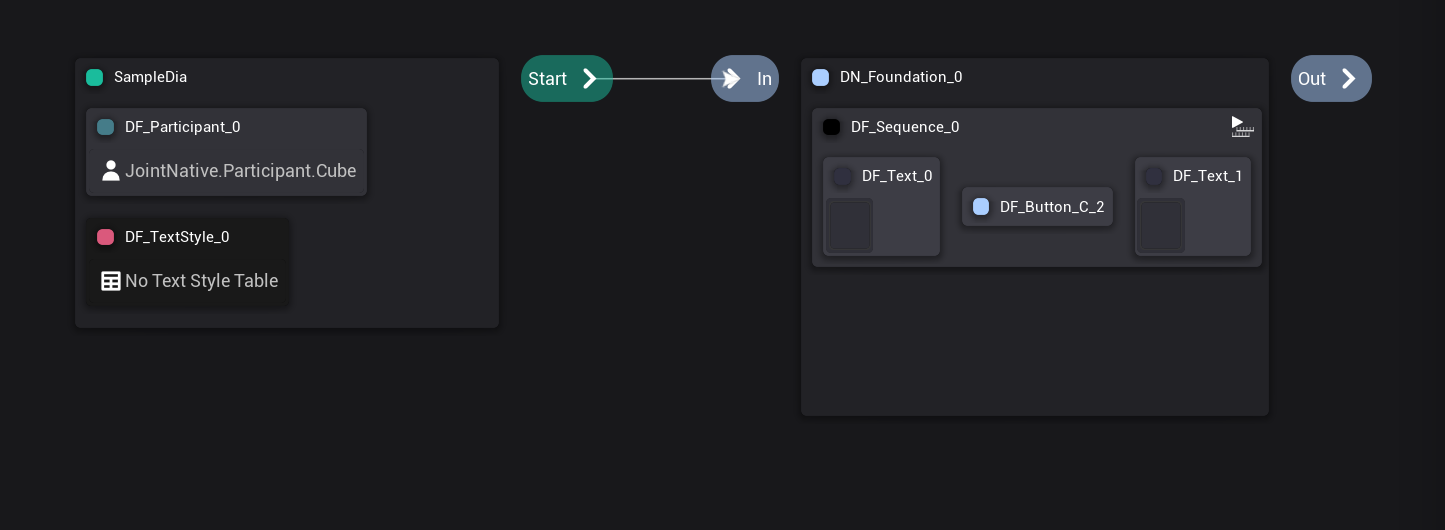 SampleDia
DF_Participant_0
JointNative.Participant.Cube
DF_TextStyle_0
No Text Style Table
Start
In
DN_Foundation_0
DF_Sequence_0
DF_Text_0
DF_Button_C_2
DF_Text_1
Out